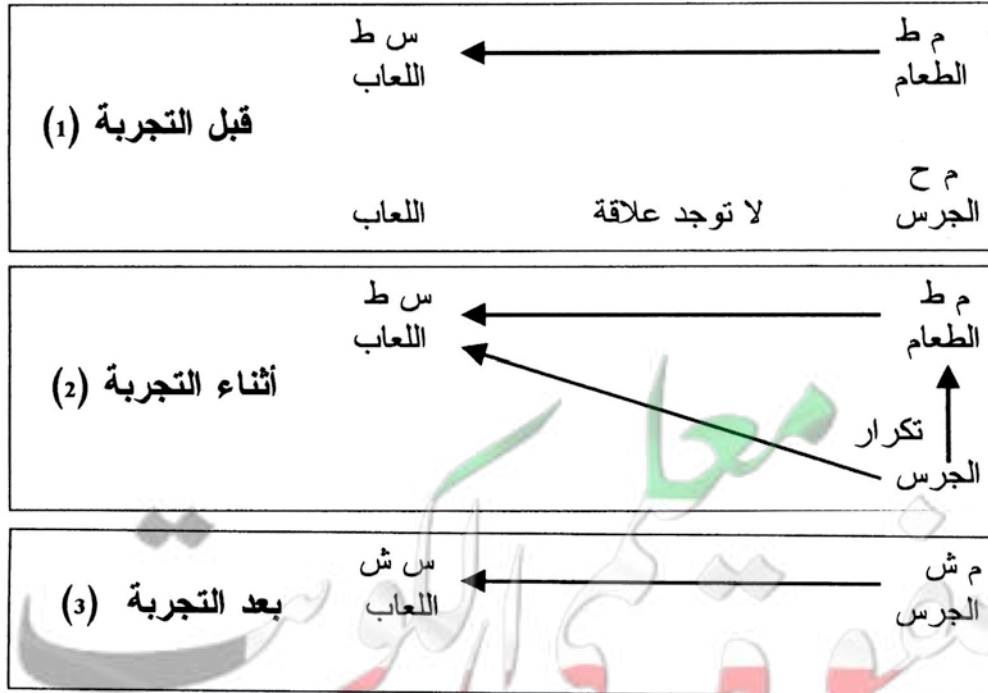 م ط س ط
الطعام اللعاب
قبل التجربة (1)
م ح
الجرس لا توجد علاقة اللعاب
م ط س ط
الطعام اللعاب
أثناء التجربة (2)
تكرار
الجرس
م ش س ش
الجرس اللعاب
بعد التجربة (3)